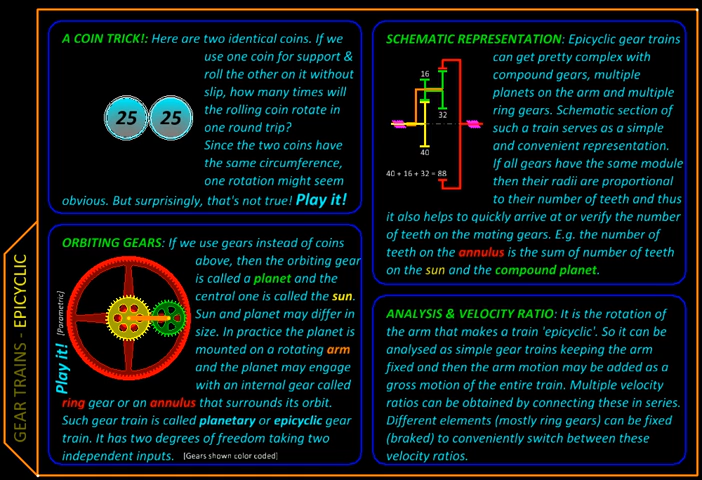 A COIN TRICK!: Here are two identical coins. If we
use one coin for support &
roll the other on it without
slip, how many times will
the rolling coin rotate in
one round trip?
Since the two coins have
the same circumference,
one rotation might seem
obvious. But surprisingly, that's not true! Play it!
25 25
ORBITING GEARS: If we use gears instead of coins
above, then the orbiting gear
is called a planet and the
central one is called the sun.
Sun and planet may differ in
size. In practice the planet is
mounted on a rotating arm
and the planet may engage
with an internal gear called
ring gear or an annulus that surrounds its orbit.
Such gear train is called planetary or epicyclic gear
train. It has two degrees of freedom taking two
independent inputs. [Gears shown color coded]
Play it! [Parametric]
SCHEMATIC REPRESENTATION: Epicyclic gear trains
can get pretty complex with
compound gears, multiple
planets on the arm and multiple
ring gears. Schematic section of
such a train serves as a simple
and convenient representation.
If all gears have the same module
then their radii are proportional
to their number of teeth and thus
it also helps to quickly arrive at or verify the number
of teeth on the mating gears. E.g. the number of
teeth on the annulus is the sum of number of teeth
on the sun and the compound planet.
16
32
40
40 + 16 + 32 = 88
ANALYSIS & VELOCITY RATIO: It is the rotation of
the arm that makes a train 'epicyclic'. So it can be
analysed as simple gear trains keeping the arm
fixed and then the arm motion may be added as a
gross motion of the entire train. Multiple velocity
ratios can be obtained by connecting these in series.
Different elements (mostly ring gears) can be fixed
(braked) to conveniently switch between these
velocity ratios.
GEAR TRAINS - EPICYCLIC